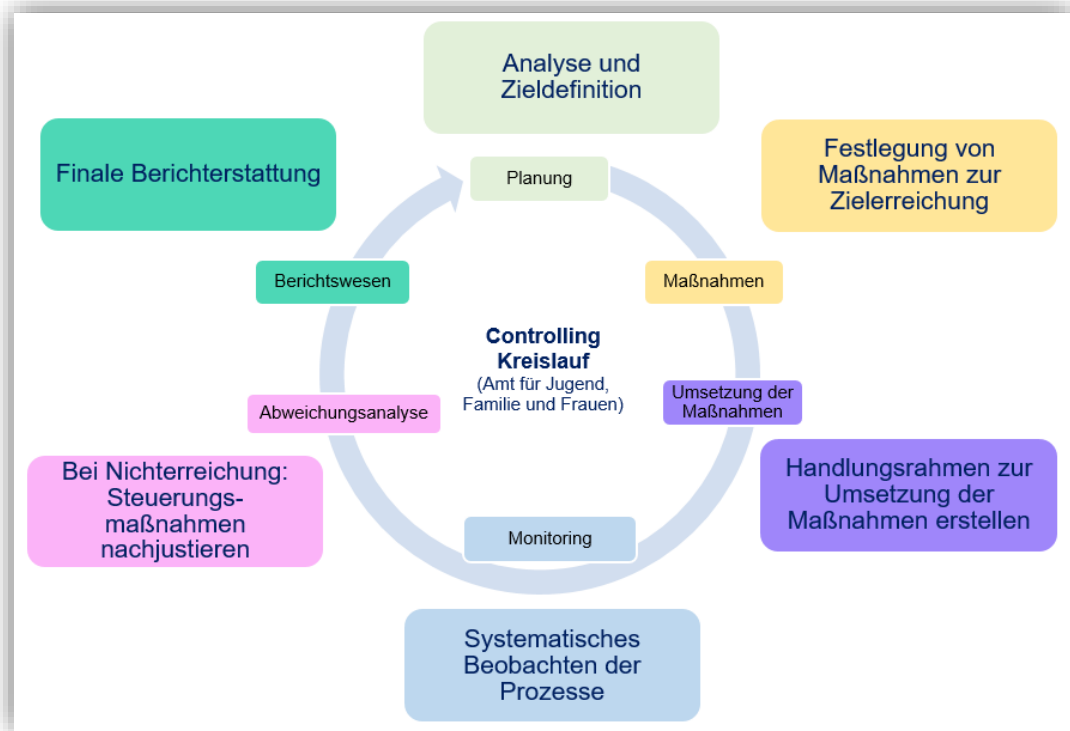 Analyse und
Zieldefinition
Planung
Festlegung von
Maßnahmen zur
Zielerreichung
Maßnahmen
Umsetzung der
Maßnahmen
Handlungsrahmen zur
Umsetzung der
Maßnahmen erstellen
Monitoring
Systematisches
Beobachten der
Prozesse
Abweichungsanalyse
Bei Nichterreichung:
Steuerungs-
maßnahmen
nachjustieren
Berichtswesen
Finale Berichterstattung
Controlling
Kreislauf
(Amt für Jugend,
Familie und Frauen)